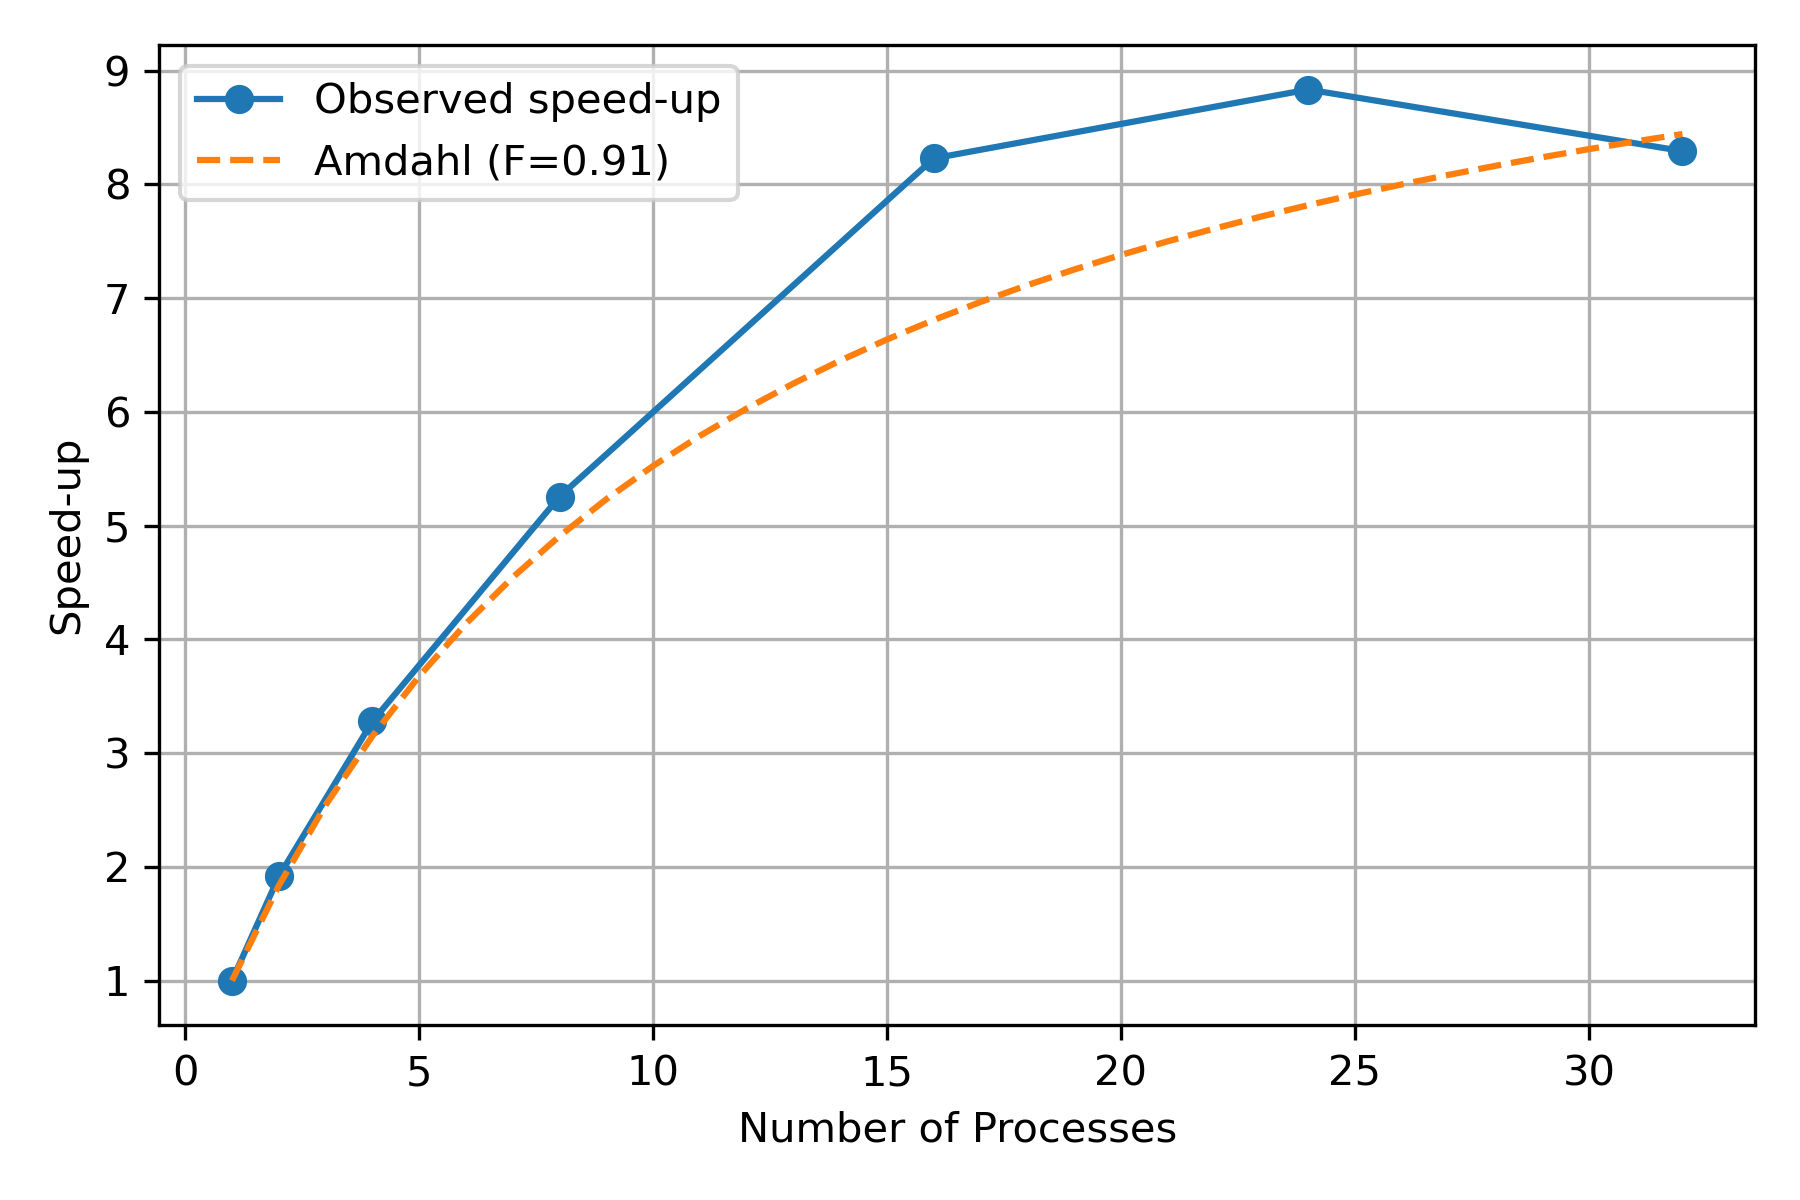 Observed speed-up
Amdahl (F=0.91)
9
8
7
6
5
4
3
2
1
Speed-up
0 5 10 15 20 25 30
Number of Processes